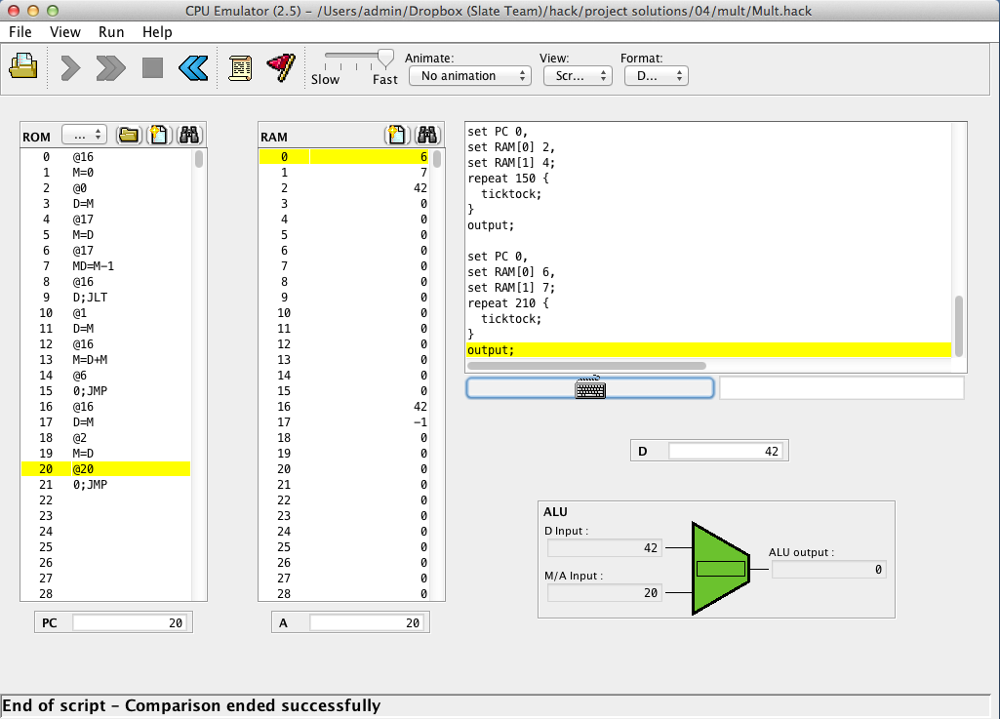 CPU Emulator (2.5) - /Users/admin/Dropbox (Slate Team)/hack/project solutions/04/mult/Mult.hack
File View Run Help
Slow Fast
Animate:
No animation
View:
Scr...
Format:
D...
ROM ...
0 @16
1 M=0
2 @0
3 D=M
4 @17
5 M=D
6 @17
7 MD=M-1
8 @16
9 D;JLT
10 @1
11 D=M
12 @16
13 M=D+M
14 @6
15 0;JMP
16 @16
17 D=M
18 @2
19 M=D
20 @20
21 0;JMP
22
23
24
25
26
27
28
PC 20
RAM
0 6
1 7
2 42
3 0
4 0
5 0
6 0
7 0
8 0
9 0
10 0
11 0
12 0
13 0
14 0
15 0
16 42
17 -1
18 0
19 0
20 0
21 0
22 0
23 0
24 0
25 0
26 0
27 0
28 0
A 20
set PC 0,
set RAM[0] 2,
set RAM[1] 4;
repeat 150 {
ticktock;
}
output;
set PC 0,
set RAM[0] 6,
set RAM[1] 7;
repeat 210 {
ticktock;
}
output;
D 42
ALU
D Input :
42
M/A Input :
20
ALU output :
0
End of script - Comparison ended successfully